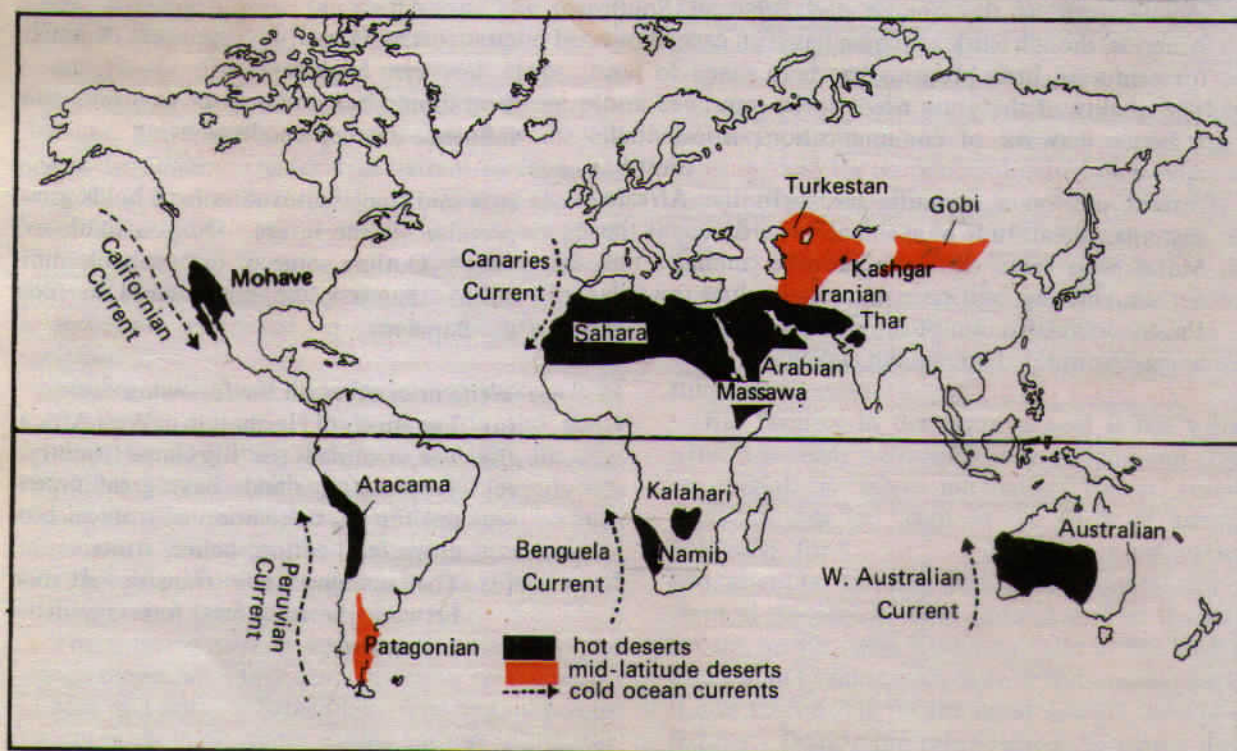 Turkestan
Gobi
Californian
Current
Mohave
Canaries
Current
Kashgar
Iranian
Sahara
Thar
Arabian
Massawa
Atacama
Kalahari
Australian
Peruvian
Current
Benguela
Current
Namib
W. Australian
Current
Patagonian
hot deserts
mid-latitude deserts
cold ocean currents